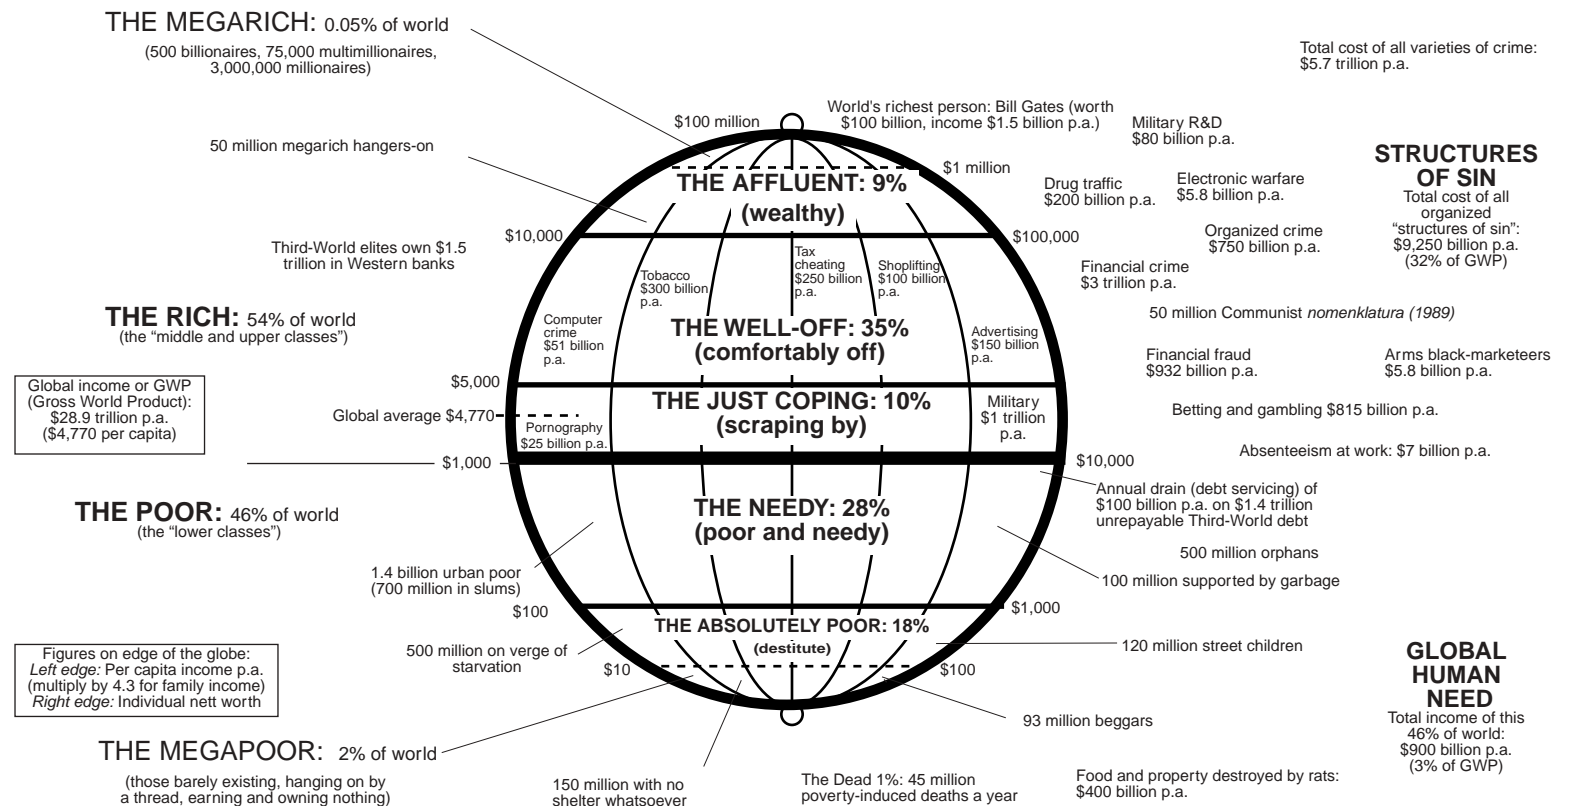 THE MEGARICH: 0.05% of world
(500 billionaires, 75,000 multimillionaires,
3,000,000 millionaires)
Total cost of all varieties of crime:
$5.7 trillion p.a.
$100 million
World's richest person: Bill Gates (worth
$100 billion, income $1.5 billion p.a.)
Military R&D
$80 billion p.a.
50 million megarich hangers-on
$1 million
STRUCTURES
OF SIN
Total cost of all
organized
“structures of sin”:
$9,250 billion p.a.
(32% of GWP)
THE AFFLUENT: 9%
(wealthy)
Drug traffic
$200 billion p.a.
Electronic warfare
$5.8 billion p.a.
$10,000
$100,000
Organized crime
$750 billion p.a.
Third-World elites own $1.5
trillion in Western banks
Tobacco
$300 billion
p.a.
Tax
cheating
$250 billion
p.a.
Shoplifting
$100 billion
p.a.
Financial crime
$3 trillion p.a.
THE RICH: 54% of world
(the “middle and upper classes”)
Computer
crime
$51 billion
p.a.
THE WELL-OFF: 35%
(comfortably off)
Advertising
$150 billion
p.a.
50 million Communist nomenklatura (1989)
Financial fraud
$932 billion p.a.
Arms black-marketeers
$5.8 billion p.a.
Global income or GWP
(Gross World Product):
$28.9 trillion p.a.
($4,770 per capita)
$5,000
Global average $4,770
THE JUST COPING: 10%
(scraping by)
Pornography
$25 billion p.a.
Military
$1 trillion
p.a.
Betting and gambling $815 billion p.a.
Absenteeism at work: $7 billion p.a.
$1,000
$10,000
THE POOR: 46% of world
(the “lower classes”)
THE NEEDY: 28%
(poor and needy)
Annual drain (debt servicing) of
$100 billion p.a. on $1.4 trillion
unrepayable Third-World debt
500 million orphans
1.4 billion urban poor
(700 million in slums)
100 million supported by garbage
$100
$1,000
THE ABSOLUTELY POOR: 18%
(destitute)
500 million on verge of
starvation
120 million street children
$10
$100
Figures on edge of the globe:
Left edge: Per capita income p.a.
(multiply by 4.3 for family income)
Right edge: Individual nett worth
GLOBAL
HUMAN
NEED
Total income of this
46% of world:
$900 billion p.a.
(3% of GWP)
93 million beggars
THE MEGAPOOR: 2% of world
(those barely existing, hanging on by
a thread, earning and owning nothing)
150 million with no
shelter whatsoever
The Dead 1%: 45 million
poverty-induced deaths a year
Food and property destroyed by rats:
$400 billion p.a.